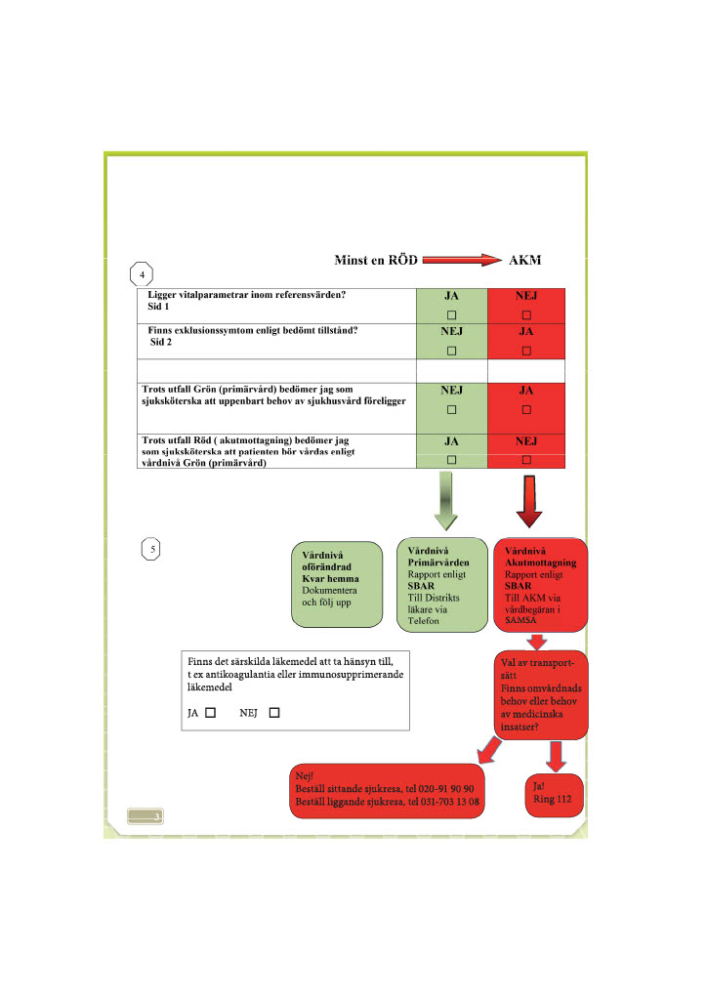 Minst en RÖD AKM
4
Ligger vitalparametrar inom referensvärden?
Sid 1
JA
NEJ
Finns exklusionssymtom enligt bedömt tillstånd?
Sid 2
NEJ
JA
Trots utfall Grön (primärvård) bedömer jag som
sjuksköterska att uppenbart behov av sjukhusvård föreligger
NEJ
JA
Trots utfall Röd ( akutmottagning) bedömer jag
som sjuksköterska att patienten bör vårdas enligt
vårdnivå Grön (primärvård)
JA
NEJ
5
Vårdnivå
oförändrad
Kvar hemma
Dokumentera
och följ upp
Vårdnivå
Primärvården
Rapport enligt
SBAR
Till Distrikts
läkare via
Telefon
Vårdnivå
Akutmottagning
Rapport enligt
SBAR
Till AKM via
vårdbegäran i
SAMSA
Finns det särskilda läkemedel att ta hänsyn till,
t ex antikoagulantia eller immunosupprimerande
läkemedel
JA NEJ
Val av transport-
sätt
Finns omvårdnads
behov eller behov
av medicinska
insatser?
Nej!
Beställ sittande sjukresa, tel 020-91 90 90
Beställ liggande sjukresa, tel 031-703 13 08
Ja!
Ring 112
3